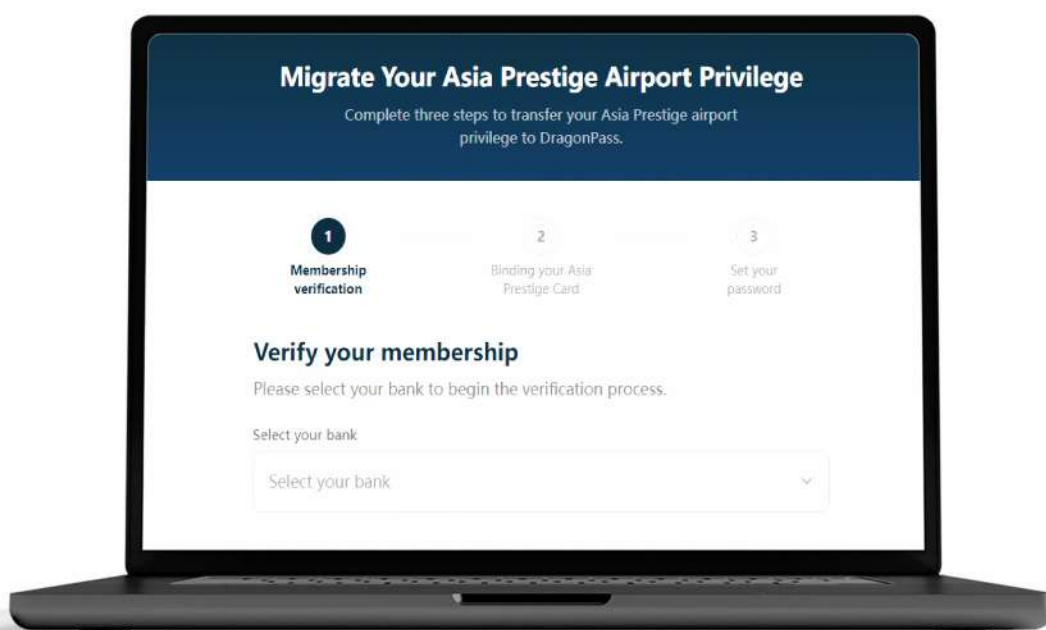 Migrate Your Asia Prestige Airport Privilege
Complete three steps to transfer your Asia Prestige airport
privilege to DragonPass.
1
2
3
Membership
verification
Binding your Asia
Prestige Card
Set your
password
Verify your membership
Please select your bank to begin the verification process.
Select your bank
Select your bank